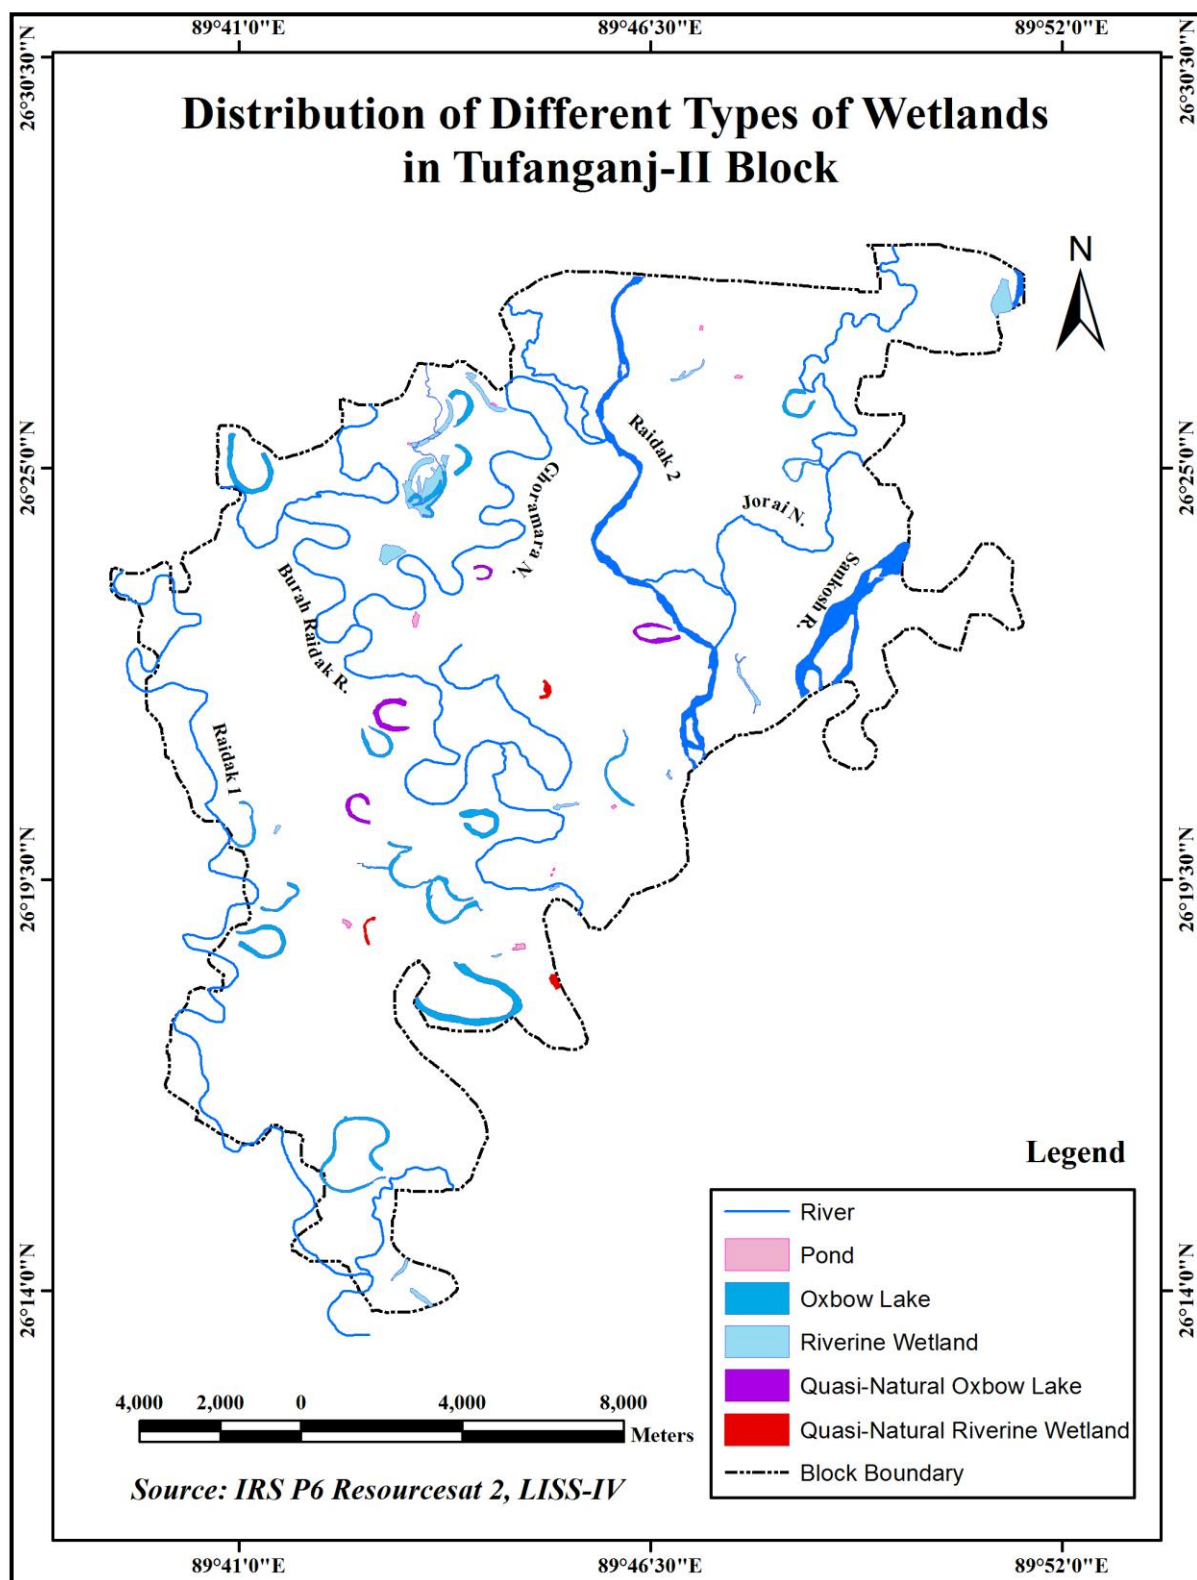 89°41'0"E 89°46'30"E 89°52'0"E
26°30'30"N 26°30'30"N
Distribution of Different Types of Wetlands
in Tufanganj-II Block
N
Raidak 2
26°25'0"N 26°25'0"N
Ghoramara N.
Jorai N.
Sankosh R.
Burah Raidak R.
Raidak 1
26°19'30"N 26°19'30"N
Legend
River
Pond
Oxbow Lake
Riverine Wetland
Quasi-Natural Oxbow Lake
Quasi-Natural Riverine Wetland
Block Boundary
26°14'0"N 26°14'0"N
4,000 2,000 0 4,000 8,000
Meters
Source: IRS P6 Resourcesat 2, LISS-IV
89°41'0"E 89°46'30"E 89°52'0"E